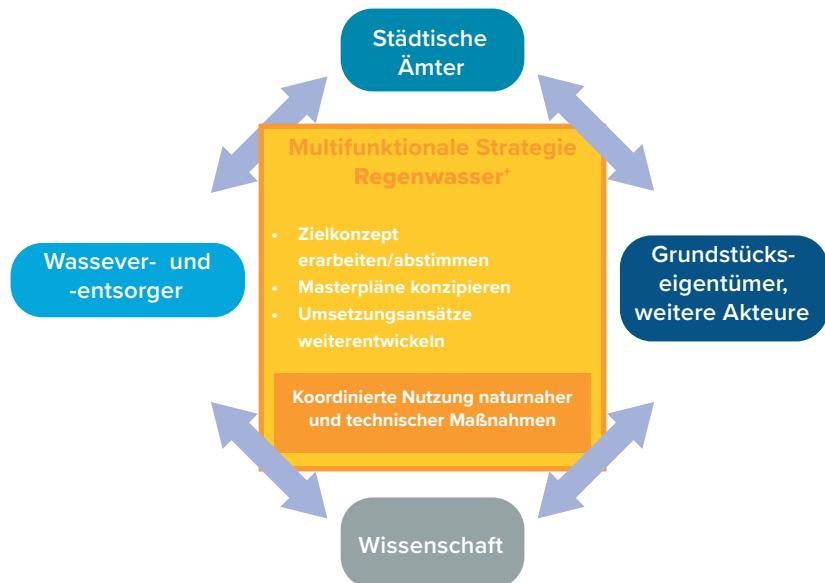 Städtische
Ämter
Multifunktionale Strategie
Regenwasser⁺
• Zielkonzept
erarbeiten/abstimmen
• Masterpläne konzipieren
• Umsetzungsansätze
weiterentwickeln
Koordinierte Nutzung naturnaher
und technischer Maßnahmen
Wassever- und
-entsorger
Grundstücks-
eigentümer,
weitere Akteure
Wissenschaft